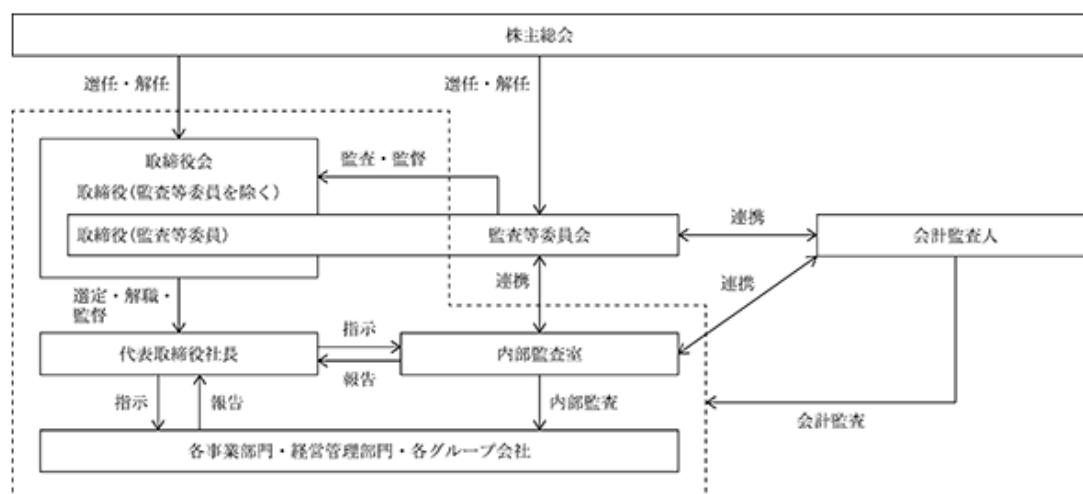 株主総会
選任・解任
選任・解任
取締役会
監査・監督
取締役(監査等委員を除く)
取締役(監査等委員)
監査等委員会
連携
会計監査人
選定・解職・
監督
連携
連携
指示
代表取締役社長
内部監査室
報告
指示
報告
内部監査
会計監査
各事業部門・経営管理部門・各グループ会社